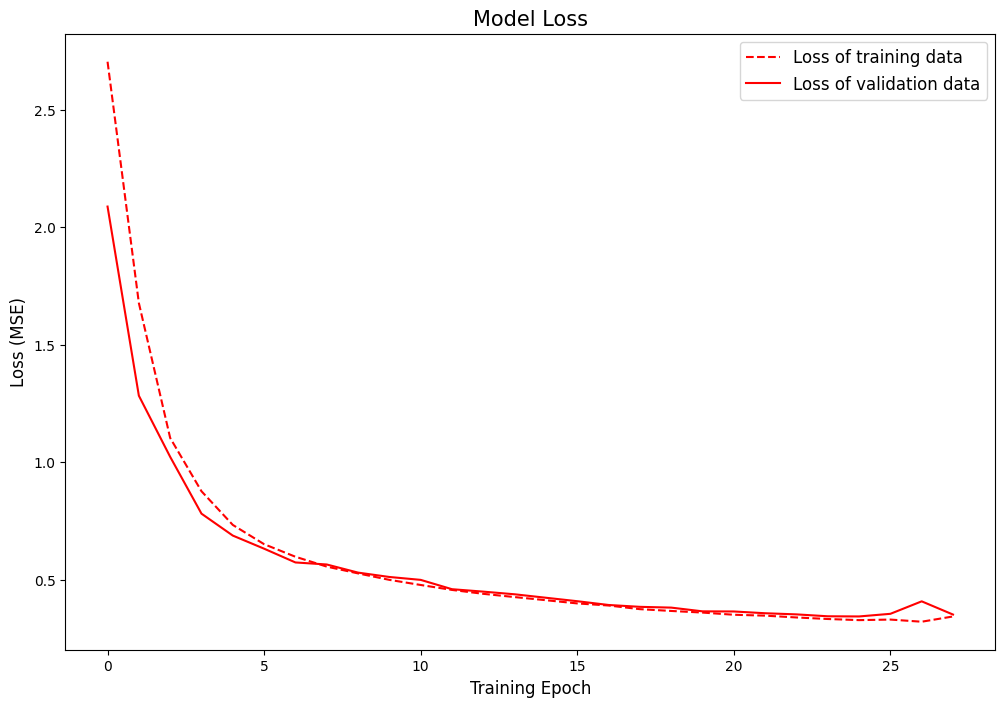 Model Loss
Loss of training data
Loss of validation data
2.5
2.0
1.5
1.0
0.5
Loss (MSE)
0 5 10 15 20 25
Training Epoch